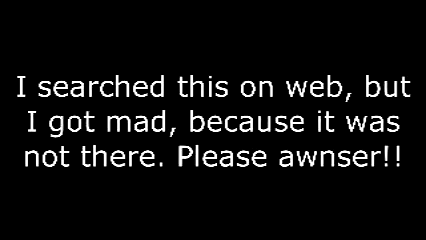 I searched this on web, but
I got mad, because it was
not there. Please awnser!!